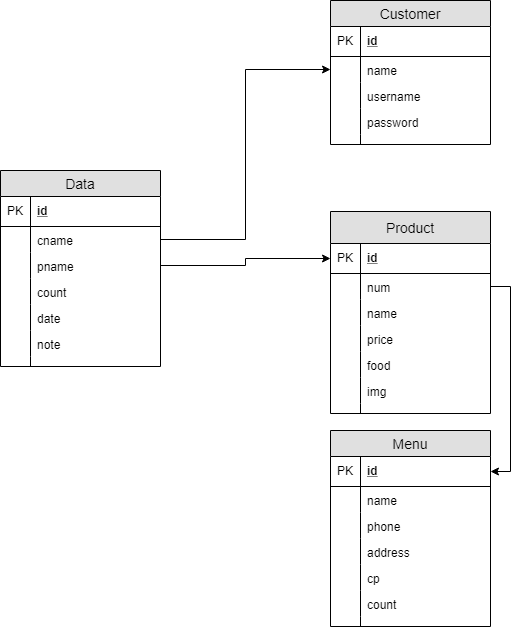 Customer
PK id
name
username
password
Data
PK id
cname
pname
count
date
note
Product
PK id
num
name
price
food
img
Menu
PK id
name
phone
address
cp
count